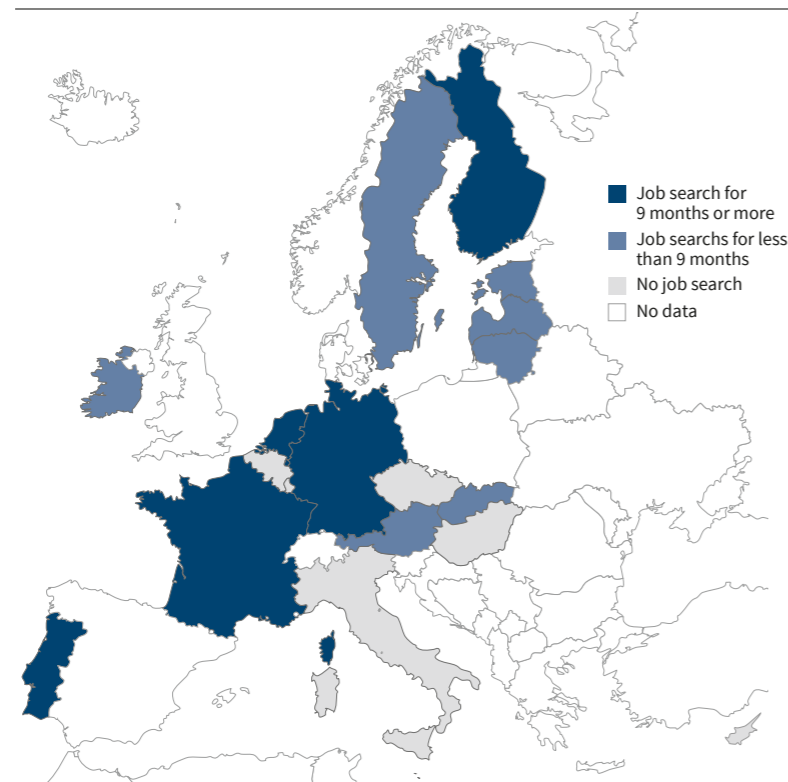 Job search for
9 months or more
Job searchs for less
than 9 months
No job search
No data